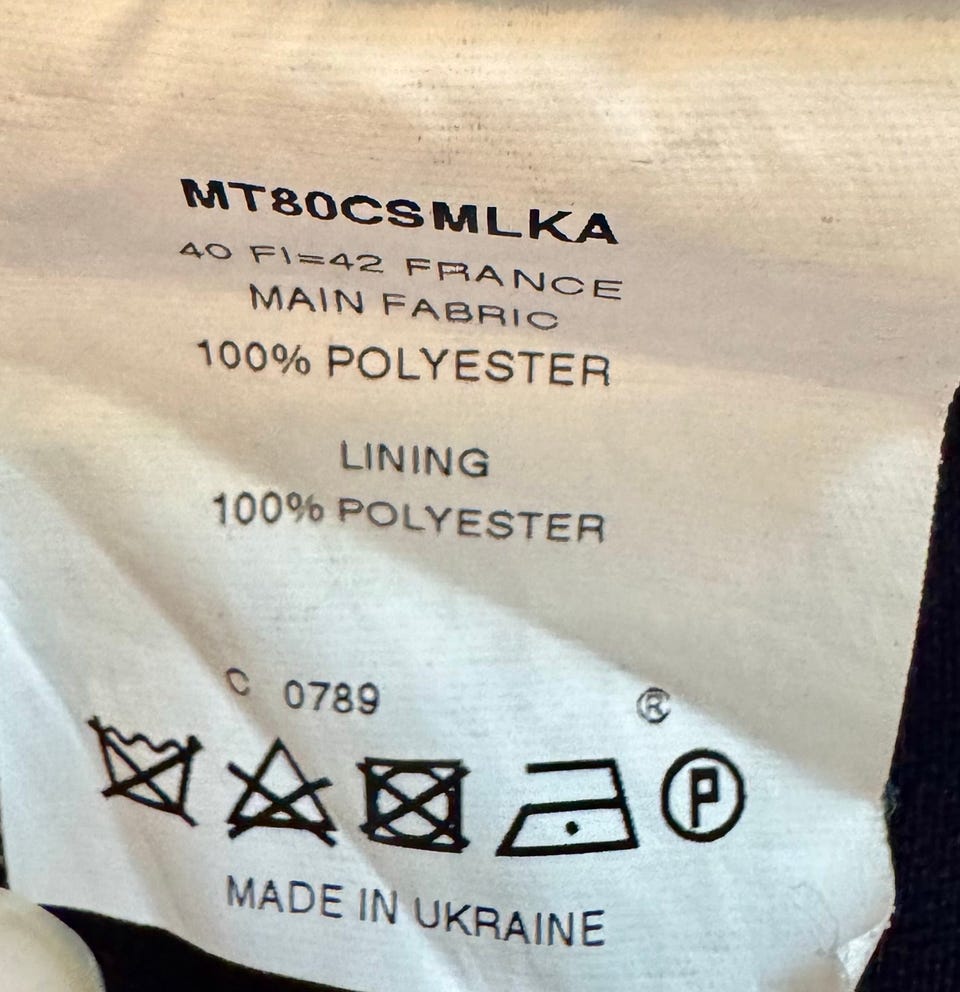 MT80CSMLKA
40 FI=42 FRANCE
MAIN FABRIC
100% POLYESTER
LINING
100% POLYESTER
C 0789 ®
P
MADE IN UKRAINE